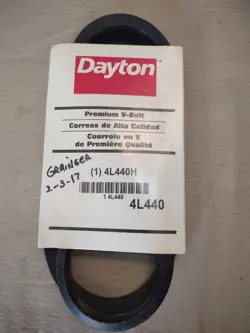 Dayton
Premium V-Belt
Correas de Alta Calidad
Courroie en V
de Première Qualité
GRAINGER
2-3-17
(1) 4L440H
1 4L440
4L440